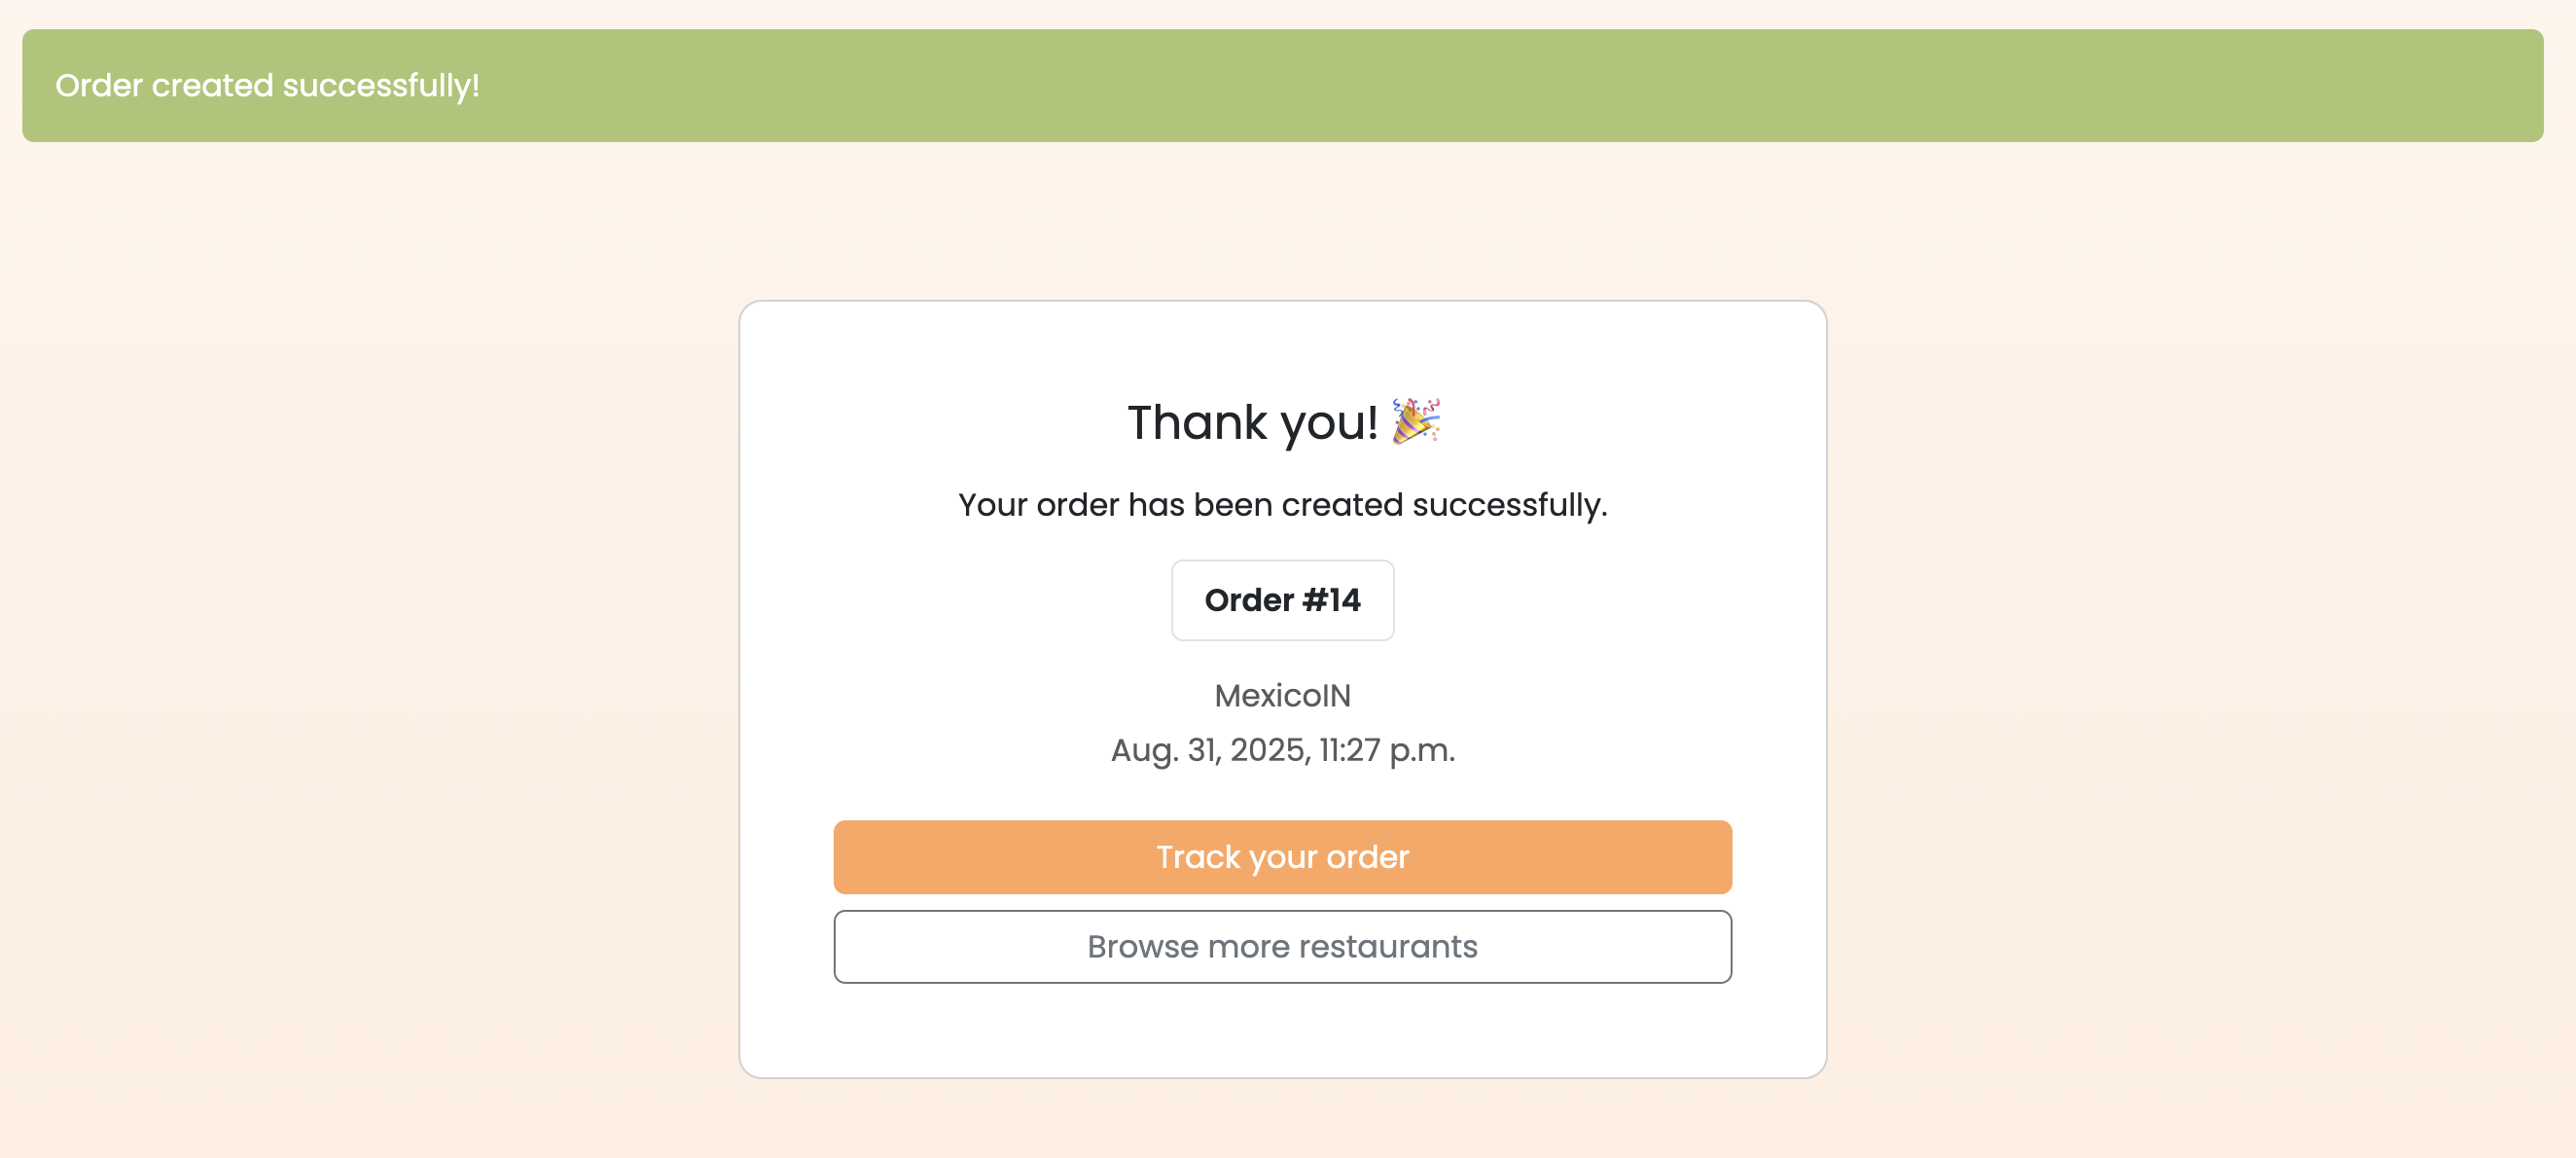 Order created successfully!
Thank you! 🎉
Your order has been created successfully.
Order #14
MexicoIN
Aug. 31, 2025, 11:27 p.m.
Track your order
Browse more restaurants